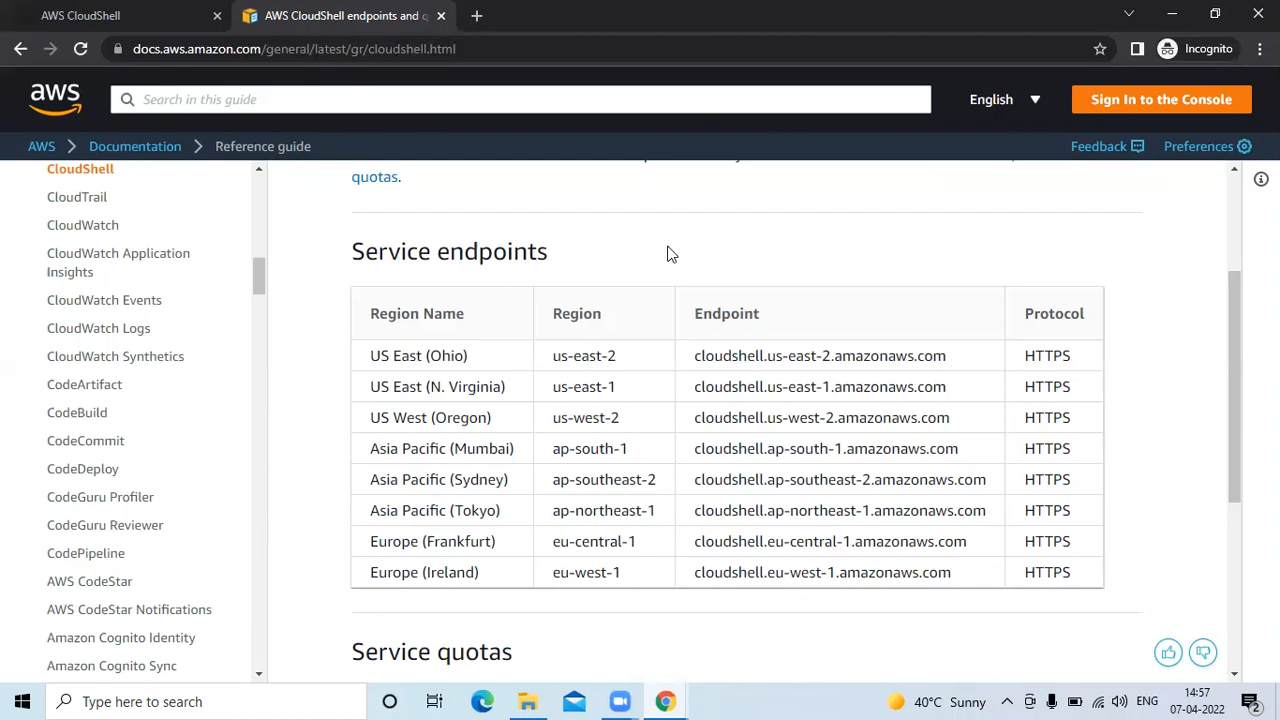 AWS CloudShell
AWS CloudShell endpoints and q
docs.aws.amazon.com/general/latest/gr/cloudshell.html
Incognito
aws
Search in this guide
English
Sign In to the Console
AWS
Documentation
Reference guide
Feedback
Preferences
CloudShell
CloudTrail
CloudWatch
CloudWatch Application
Insights
CloudWatch Events
CloudWatch Logs
CloudWatch Synthetics
CodeArtifact
CodeBuild
CodeCommit
CodeDeploy
CodeGuru Profiler
CodeGuru Reviewer
CodePipeline
AWS CodeStar
AWS CodeStar Notifications
Amazon Cognito Identity
Amazon Cognito Sync
quotas.
Service endpoints
Region Name Region Endpoint Protocol
US East (Ohio) us-east-2 cloudshell.us-east-2.amazonaws.com HTTPS
US East (N. Virginia) us-east-1 cloudshell.us-east-1.amazonaws.com HTTPS
US West (Oregon) us-west-2 cloudshell.us-west-2.amazonaws.com HTTPS
Asia Pacific (Mumbai) ap-south-1 cloudshell.ap-south-1.amazonaws.com HTTPS
Asia Pacific (Sydney) ap-southeast-2 cloudshell.ap-southeast-2.amazonaws.com HTTPS
Asia Pacific (Tokyo) ap-northeast-1 cloudshell.ap-northeast-1.amazonaws.com HTTPS
Europe (Frankfurt) eu-central-1 cloudshell.eu-central-1.amazonaws.com HTTPS
Europe (Ireland) eu-west-1 cloudshell.eu-west-1.amazonaws.com HTTPS
Service quotas
Type here to search
40°C Sunny
ENG
14:57
07-04-2022
2